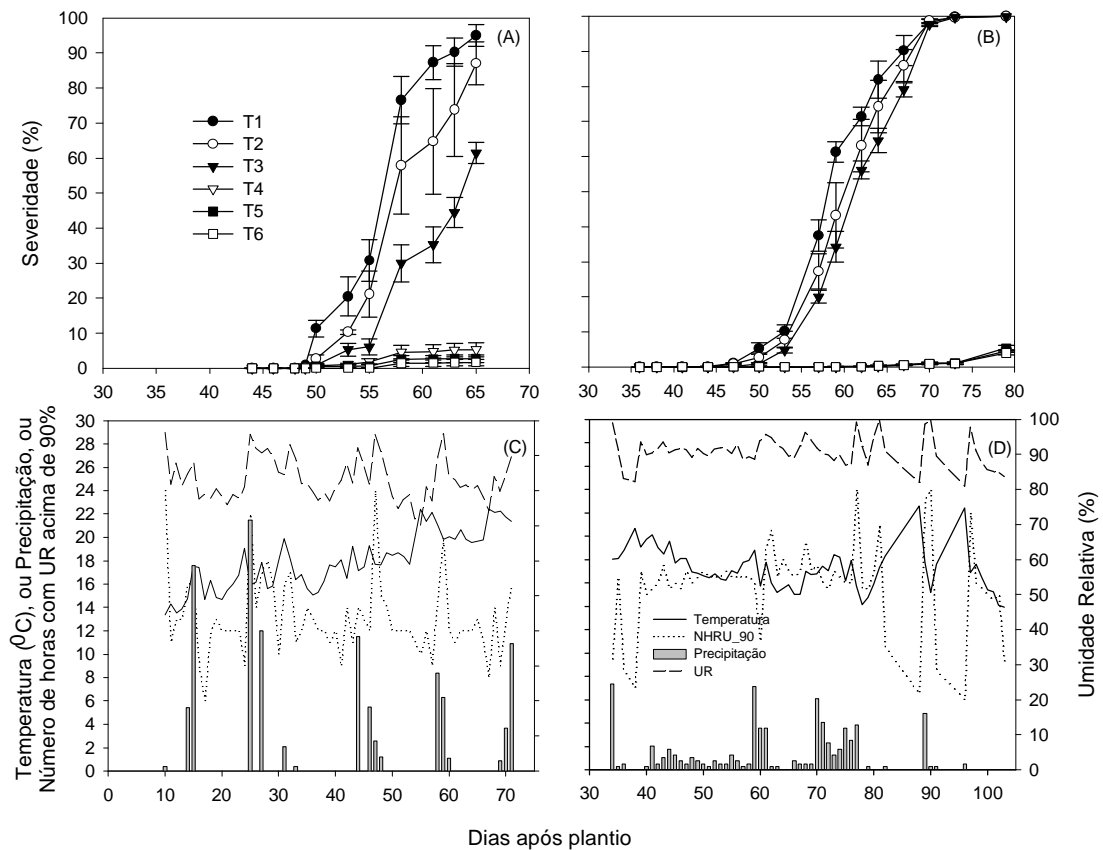 100
90
80
70
60
50
40
30
20
10
0
Severidade (%)
T1
T2
T3
T4
T5
T6
(A)
40 45 50 55 60 65 70
(B)
30 35 40 45 50 55 60 65 70 75 80
30
28
26
24
22
20
18
16
14
12
10
8
6
4
2
0
Temperatura (⁰C), ou Precipitação, ou
Número de horas com UR acima de 90%
(C)
0 10 20 30 40 50 60 70
(D)
Temperatura
NHRU_90
Precipitação
UR
30 40 50 60 70 80 90 100
100
90
80
70
60
50
40
30
20
10
0
Umidade Relativa (%)
Dias após plantio